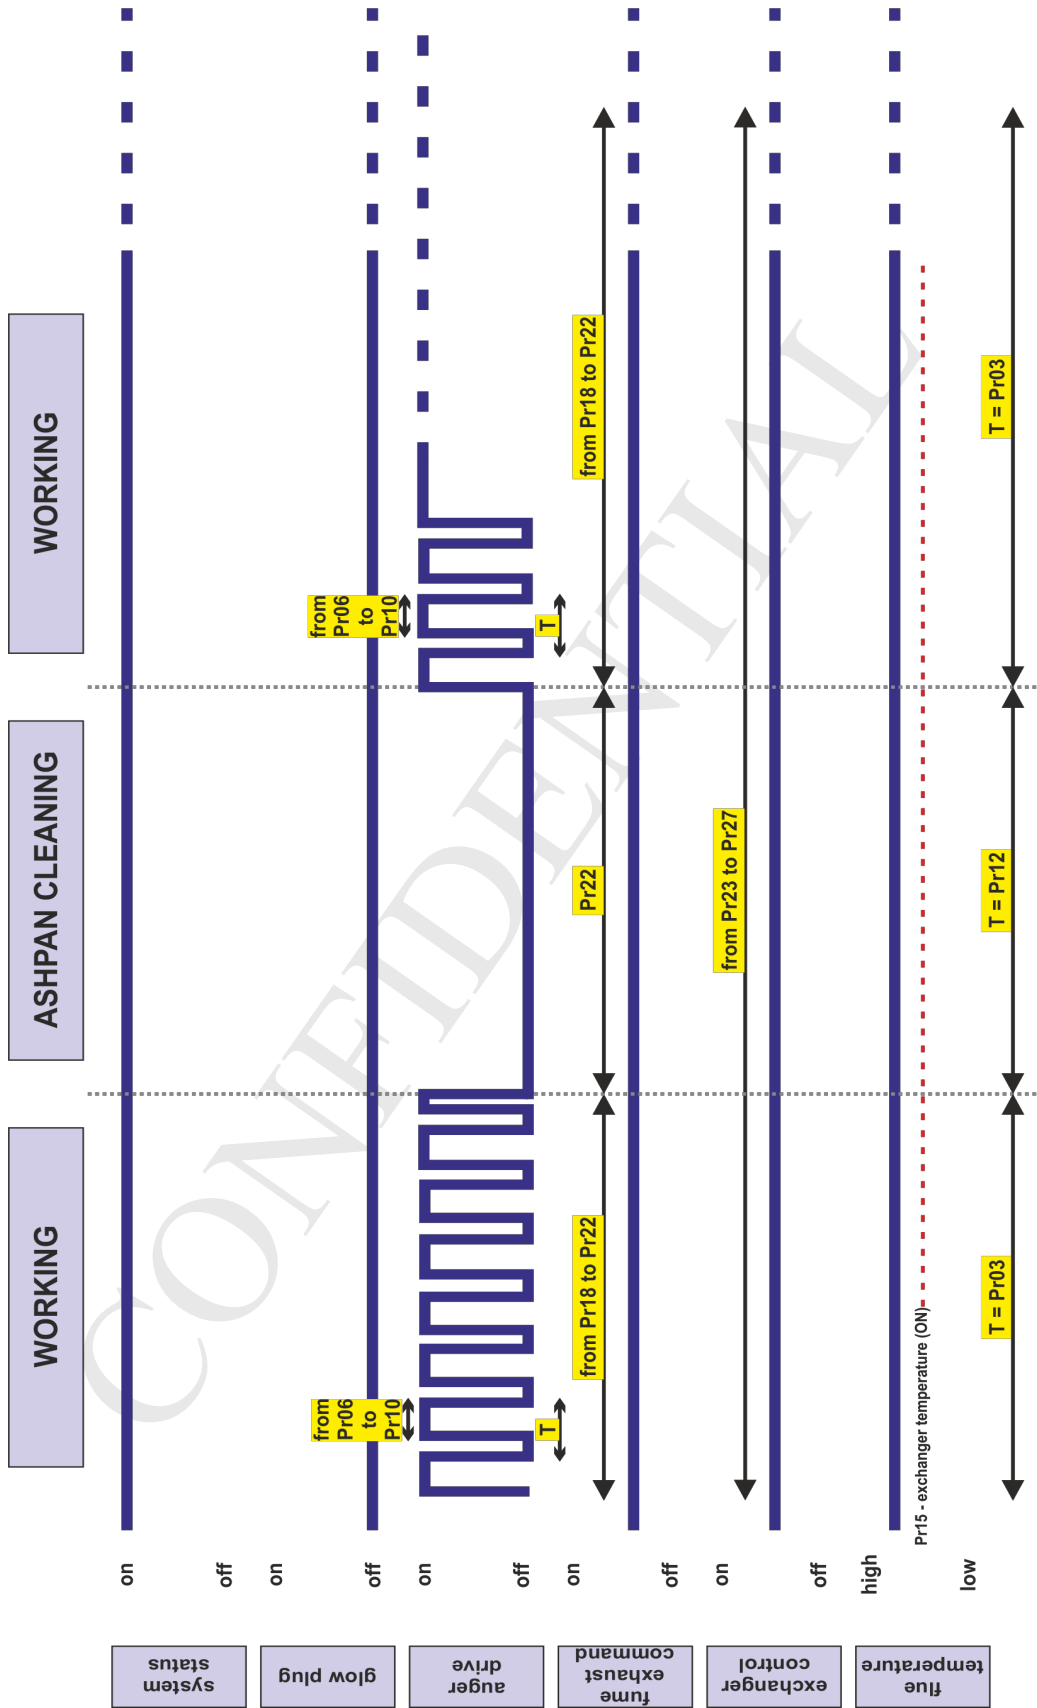 WORKING
ASHPAN CLEANING
WORKING
system
status
on
off
glow plug
on
off
from
Pr06
to
Pr10
from
Pr06
to
Pr10
auger
drive
on
off
T
T
fume
exhaust
command
on
off
from Pr18 to Pr22
Pr22
from Pr18 to Pr22
exchanger
control
on
off
from Pr23 to Pr27
flue
temperature
high
low
Pr15 - exchanger temperature (ON)
T = Pr03
T = Pr12
T = Pr03
CONFIDENTIAL